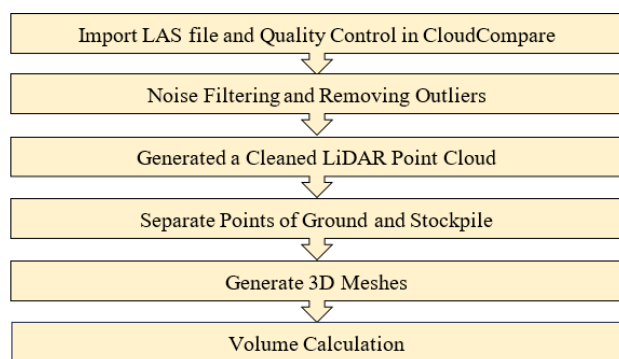 Import LAS file and Quality Control in CloudCompare
Noise Filtering and Removing Outliers
Generated a Cleaned LiDAR Point Cloud
Separate Points of Ground and Stockpile
Generate 3D Meshes
Volume Calculation